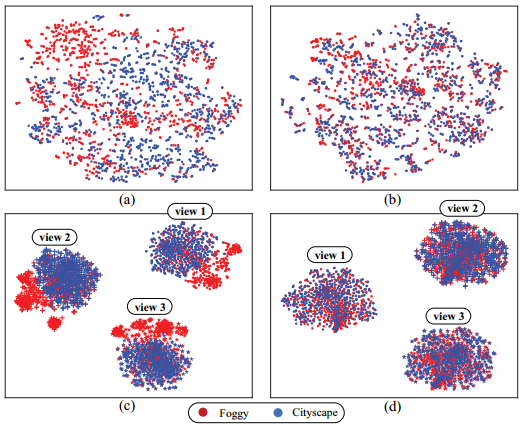 (a)
(b)
view 1
view 2
view 3
(c)
view 2
view 1
view 3
(d)
Foggy
Cityscape